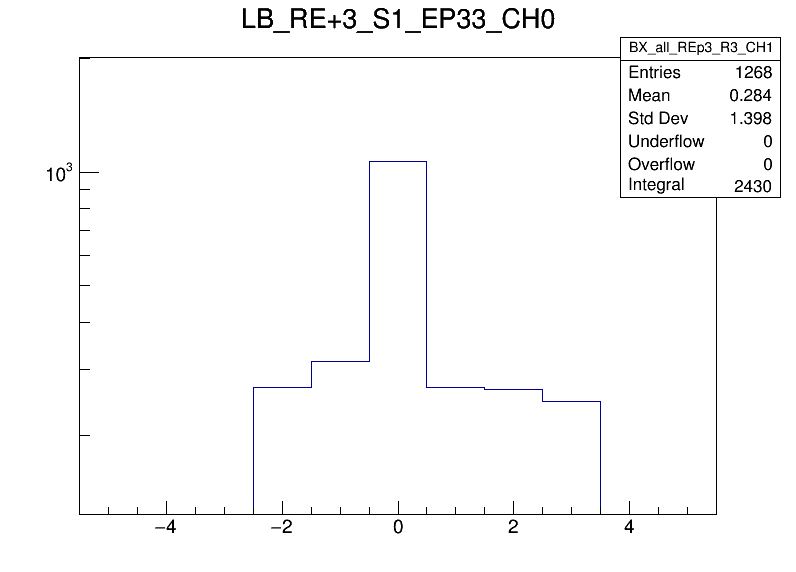 LB_RE+3_S1_EP33_CH0
BX_all_REp3_R3_CH1
Entries 1268
Mean 0.284
Std Dev 1.398
Underflow 0
Overflow 0
Integral 2430
10³
−4 −2 0 2 4